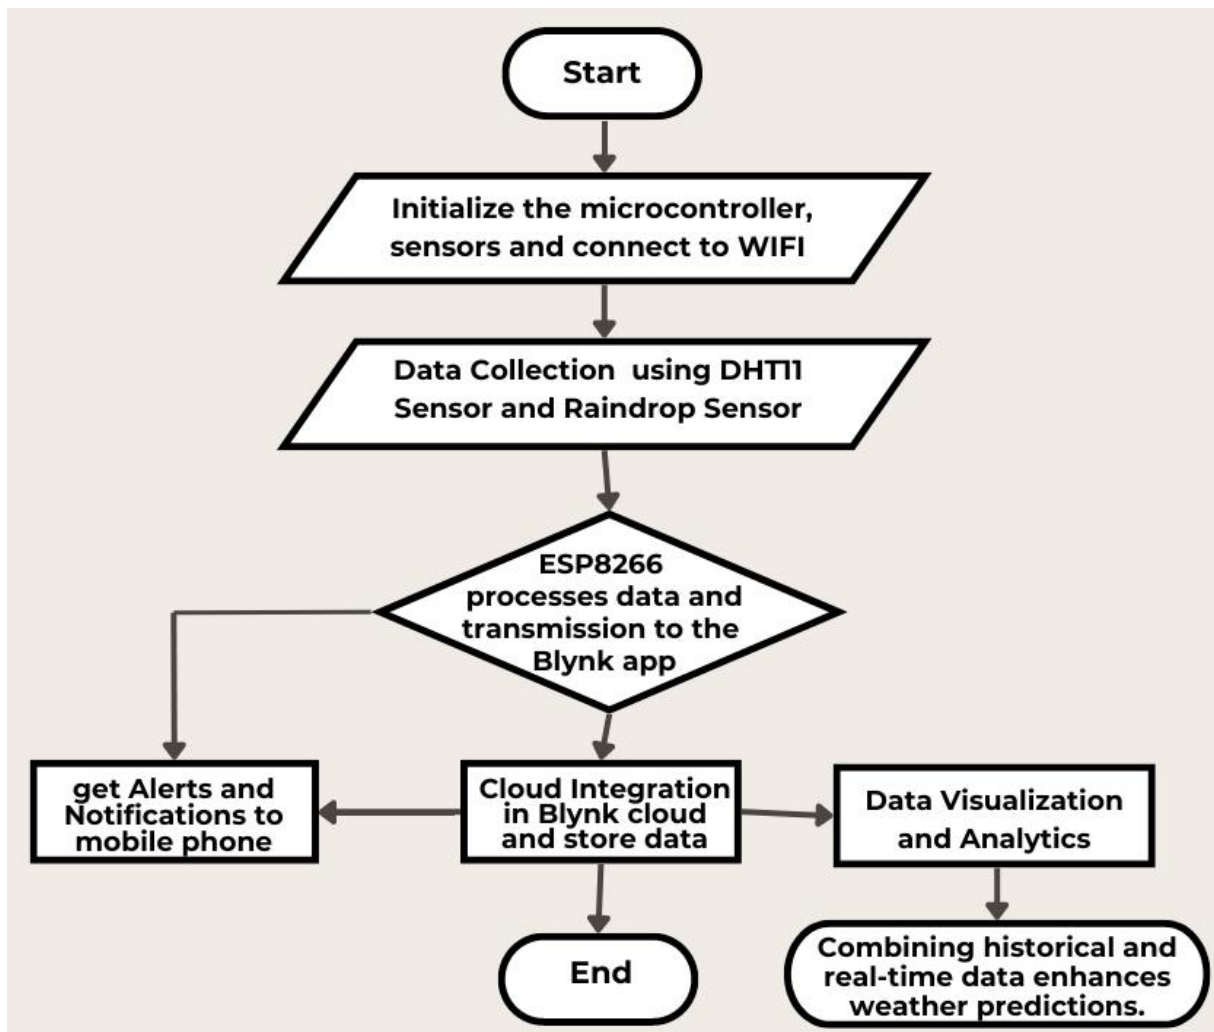 Start
Initialize the microcontroller,
sensors and connect to WIFI
Data Collection using DHT11
Sensor and Raindrop Sensor
ESP8266
processes data and
transmission to the
Blynk app
get Alerts and
Notifications to
mobile phone
Cloud Integration
in Blynk cloud
and store data
Data Visualization
and Analytics
End
Combining historical and
real-time data enhances
weather predictions.